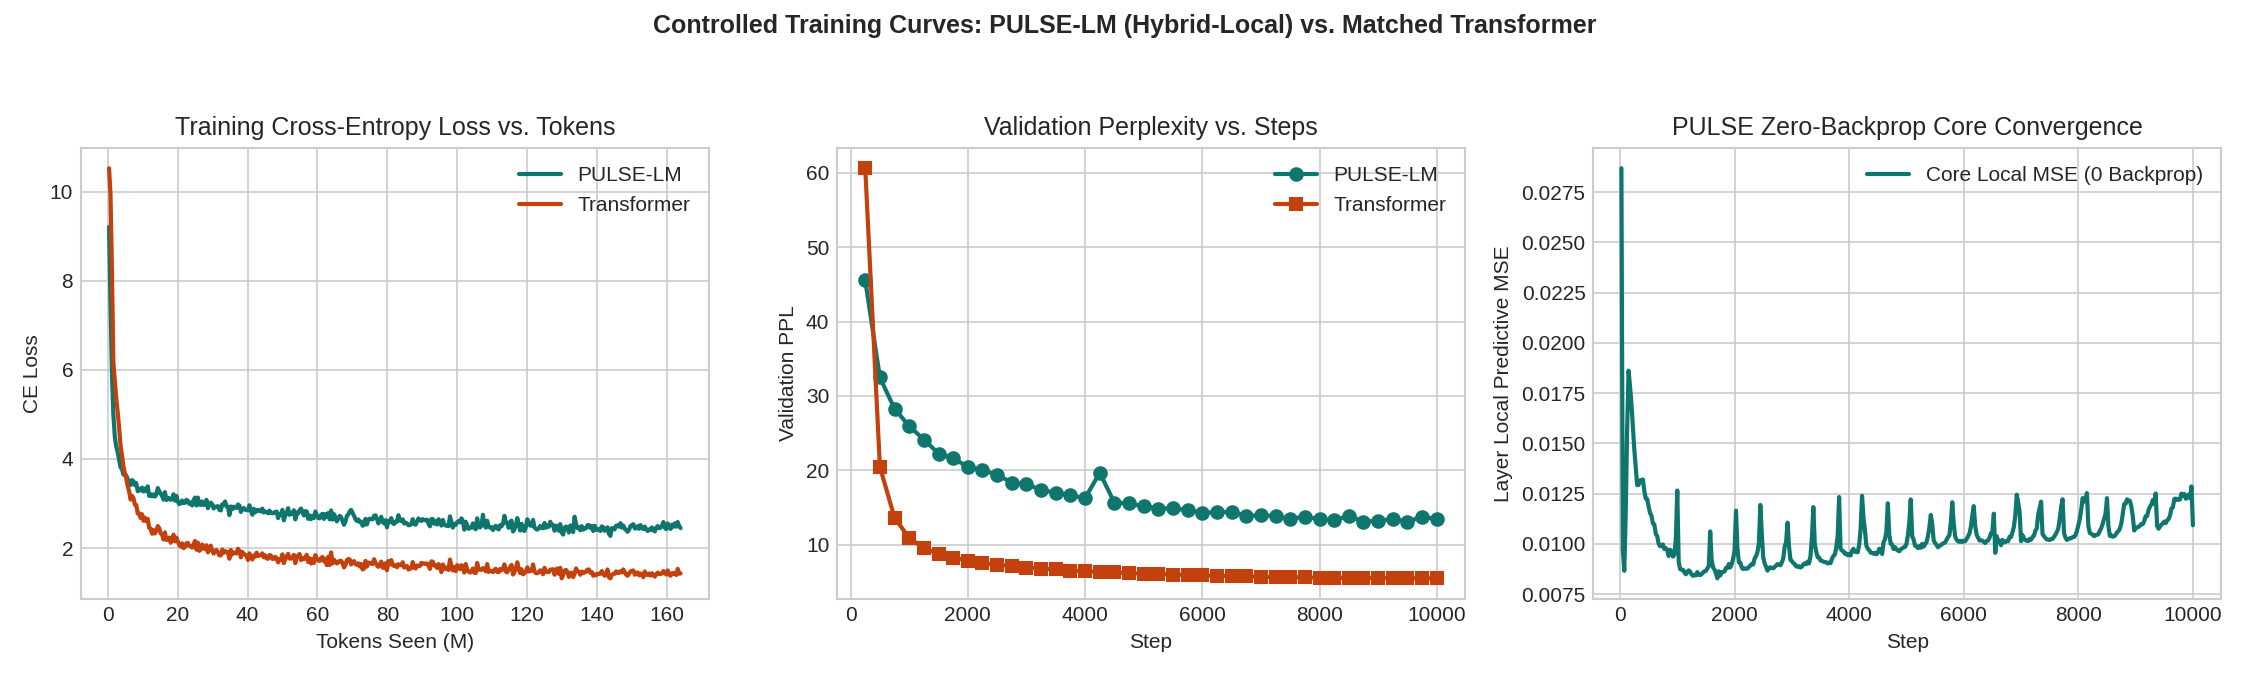 Controlled Training Curves: PULSE-LM (Hybrid-Local) vs. Matched Transformer
Training Cross-Entropy Loss vs. Tokens
PULSE-LM
Transformer
10
8
6
4
2
CE Loss
0
20
40
60
80
100
120
140
160
Tokens Seen (M)
Validation Perplexity vs. Steps
PULSE-LM
Transformer
60
50
40
30
20
10
Validation PPL
0
2000
4000
6000
8000
10000
Step
PULSE Zero-Backprop Core Convergence
Core Local MSE (0 Backprop)
0.0275
0.0250
0.0225
0.0200
0.0175
0.0150
0.0125
0.0100
0.0075
Layer Local Predictive MSE
0
2000
4000
6000
8000
10000
Step